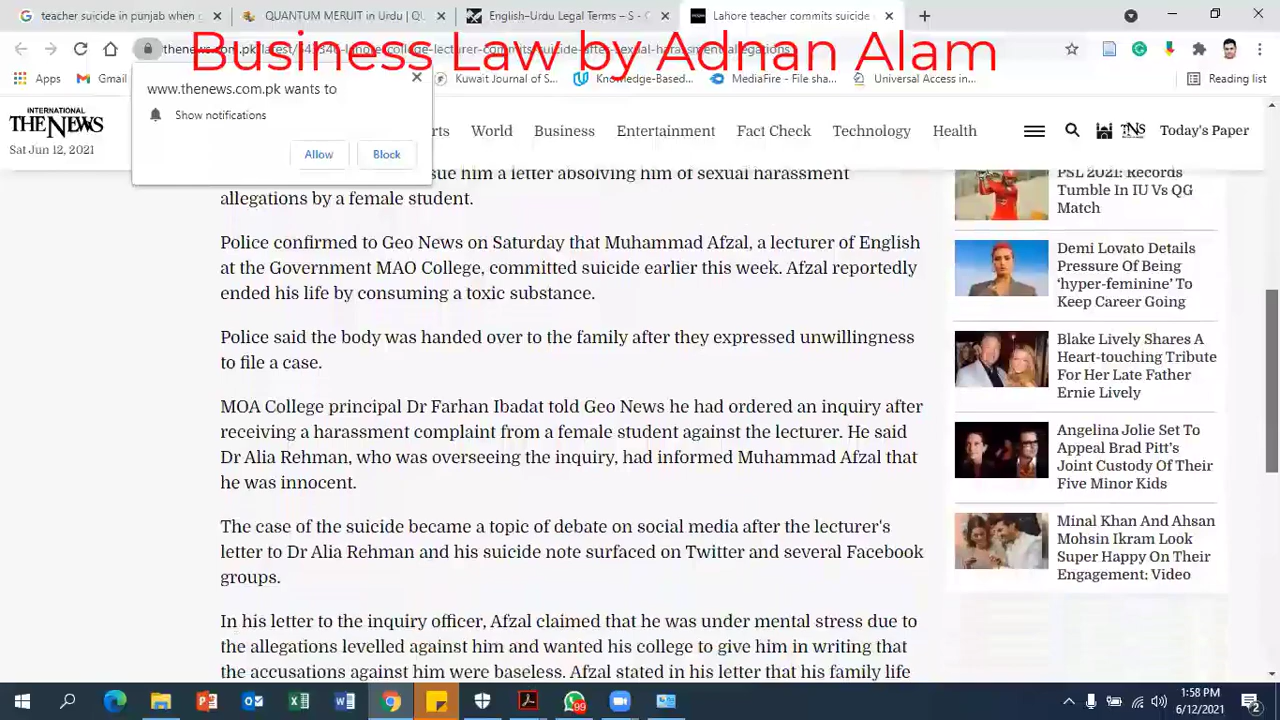 teacher suicide in punjab when
QUANTUM MERUIT in Urdu |
English-Urdu Legal Terms – S -
Lahore teacher commits suicide
Business Law by Adnan Alam
Apps
Gmail
Kuwait Journal of S...
Knowledge-Based...
MediaFire - File sha...
Universal Access in...
Reading list
www.thenews.com.pk wants to
Show notifications
Allow
Block
INTERNATIONAL
THE NEWS
Sat Jun 12, 2021
World
Business
Entertainment
Fact Check
Technology
Health
TNS
Today's Paper
sue him a letter absolving him of sexual harassment
allegations by a female student.
Police confirmed to Geo News on Saturday that Muhammad Afzal, a lecturer of English
at the Government MAO College, committed suicide earlier this week. Afzal reportedly
ended his life by consuming a toxic substance.
Police said the body was handed over to the family after they expressed unwillingness
to file a case.
MOA College principal Dr Farhan Ibadat told Geo News he had ordered an inquiry after
receiving a harassment complaint from a female student against the lecturer. He said
Dr Alia Rehman, who was overseeing the inquiry, had informed Muhammad Afzal that
he was innocent.
The case of the suicide became a topic of debate on social media after the lecturer's
letter to Dr Alia Rehman and his suicide note surfaced on Twitter and several Facebook
groups.
In his letter to the inquiry officer, Afzal claimed that he was under mental stress due to
the allegations levelled against him and wanted his college to give him in writing that
the accusations against him were baseless. Afzal stated in his letter that his family life
PSL 2021: Records
Tumble In IU Vs QG
Match
Demi Lovato Details
Pressure Of Being
‘hyper-feminine’ To
Keep Career Going
Blake Lively Shares A
Heart-touching Tribute
For Her Late Father
Ernie Lively
Angelina Jolie Set To
Appeal Brad Pitt’s
Joint Custody Of Their
Five Minor Kids
Minal Khan And Ahsan
Mohsin Ikram Look
Super Happy On Their
Engagement: Video
99
1:58 PM
6/12/2021
2